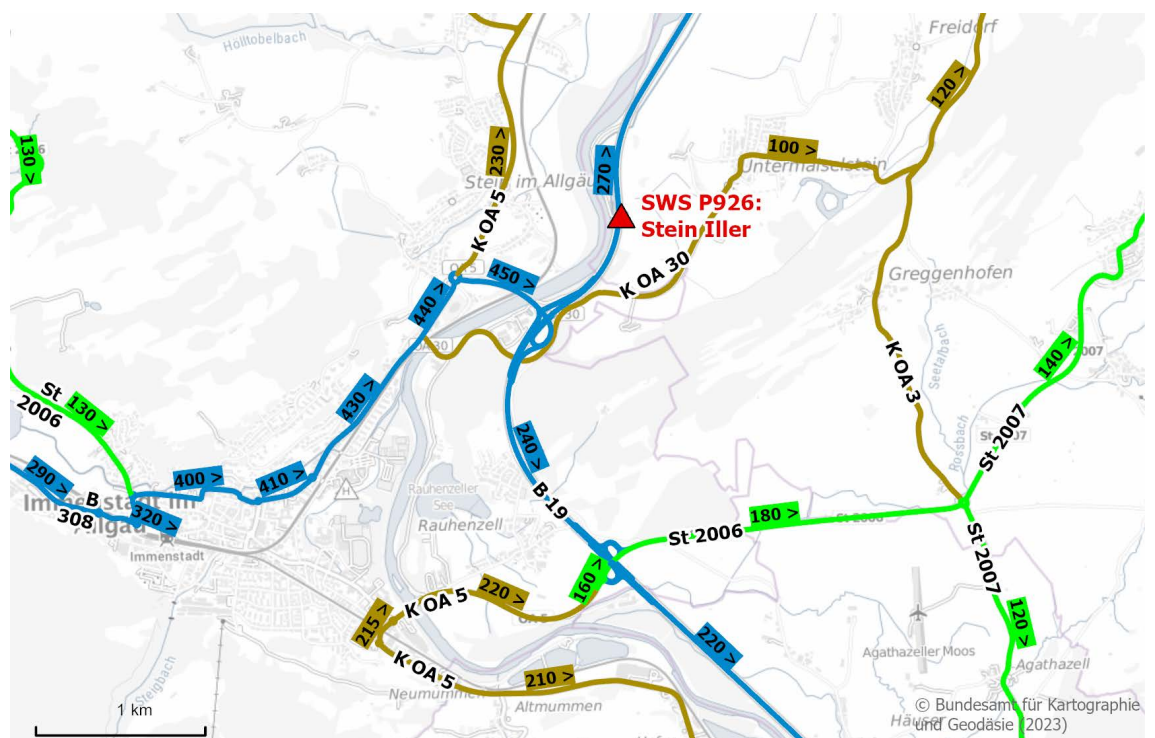 Freidorf
Hölltobelbach
120 >
130 >
230 >
100 >
Untermaiselstein
270 >
Stein im Allgäu
SWS P926:
Stein Iller
K OA 5
K OA 30
450 >
Greggenhofen
440 >
OA 30
Seetalbach
2007
140 >
K OA 3
St
2006
130 >
430 >
St 2007
240 >
Rossbach
290 >
B
308
400 >
410 >
320 >
Immenstadt im
Allgäu
Immenstadt
H
Rauhenzeller
See
Rauhenzell
B 19
St 2006
180 >
St 2007
160 >
220 >
K OA 5
215 >
K OA 5
210 >
220 >
120 >
Steigbach
Neumummen
Altmummen
Agathazeller Moos
Agathazell
Häuser
1 km
© Bundesamt für Kartographie
und Geodäsie (2023)